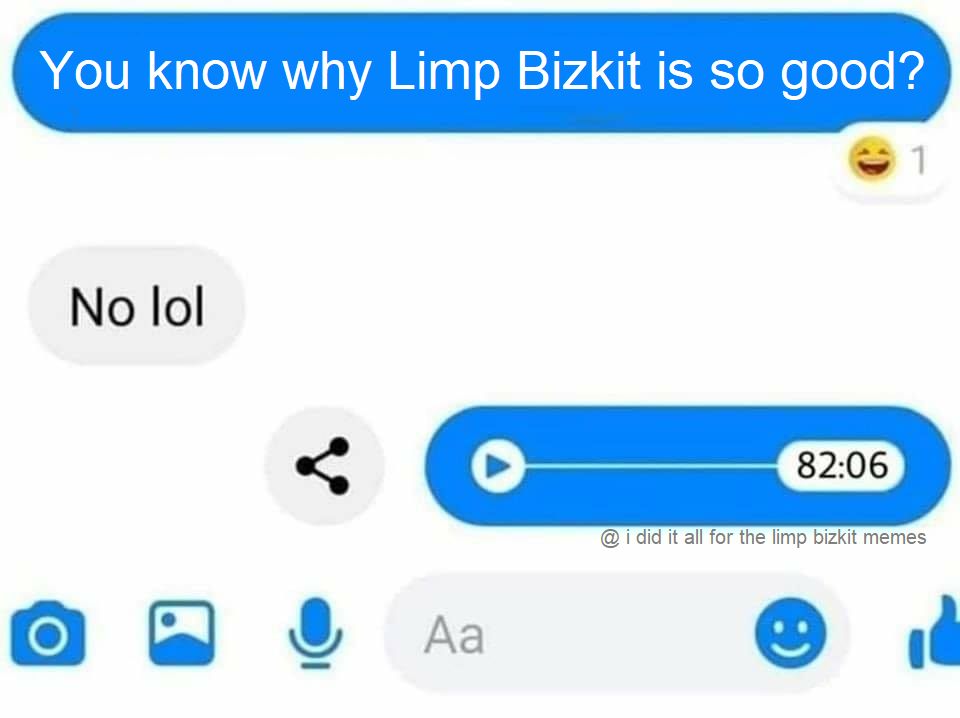 You know why Limp Bizkit is so good?
1
No lol
82:06
@ i did it all for the limp bizkit memes
Aa